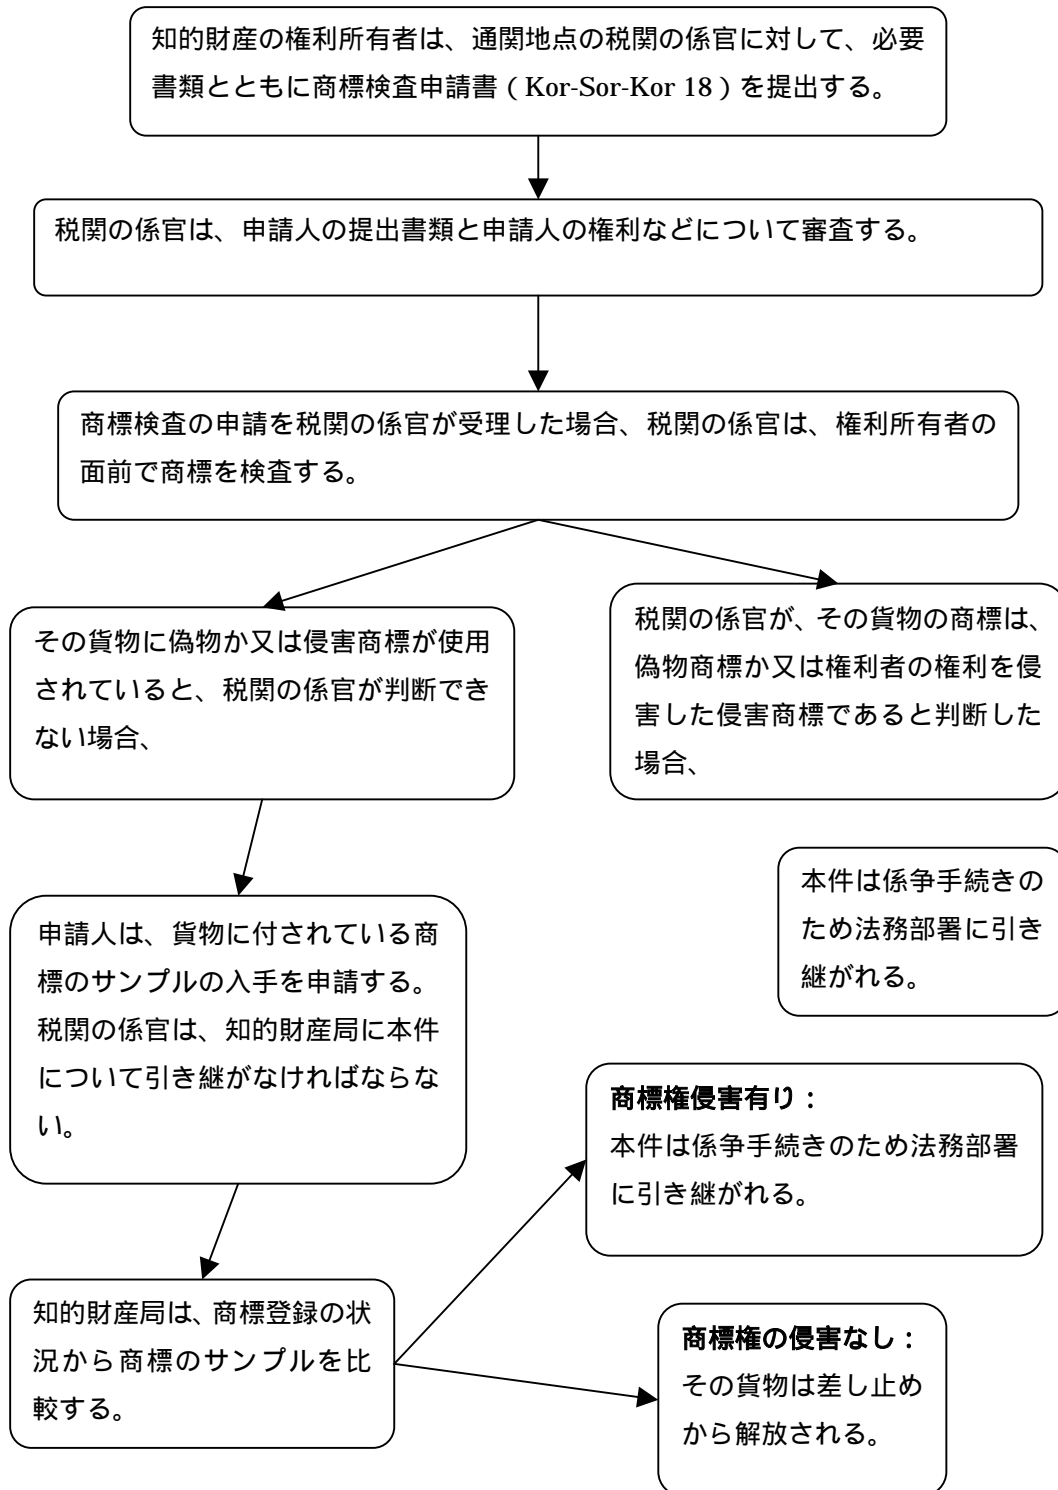 知的財産の権利所有者は、通関地点の税関の係官に対して、必要
書類とともに商標検査申請書（Kor-Sor-Kor 18）を提出する。
税関の係官は、申請人の提出書類と申請人の権利などについて審査する。
商標検査の申請を税関の係官が受理した場合、税関の係官は、権利所有者の
面前で商標を検査する。
その貨物に偽物か又は侵害商標が使用
されていると、税関の係官が判断でき
ない場合、
税関の係官が、その貨物の商標は、
偽物商標か又は権利者の権利を侵
害した侵害商標であると判断した
場合、
本件は係争手続きの
ため法務部署に引き
継がれる。
申請人は、貨物に付されている商
標のサンプルの入手を申請する。
税関の係官は、知的財産局に本件
について引き継がなければならな
い。
商標権侵害有り：
本件は係争手続きのため法務部署
に引き継がれる。
知的財産局は、商標登録の状
況から商標のサンプルを比
較する。
商標権の侵害なし：
その貨物は差し止め
から解放される。